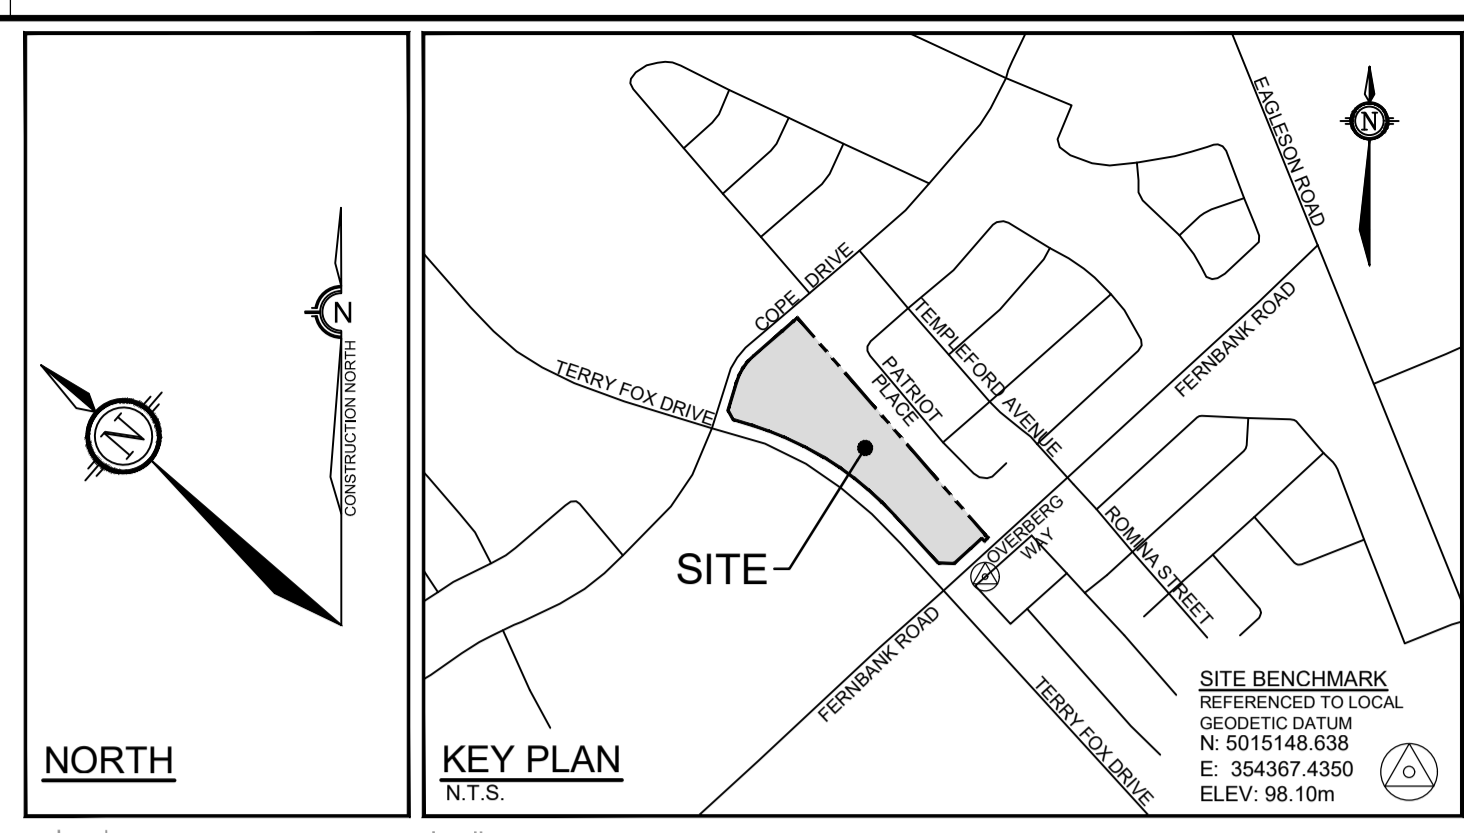 N
N
CONSTRUCTION NORTH
NORTH
EAGLESON ROAD
N
COPE DRIVE
FERNBANK ROAD
TEMPLEFORD AVENUE
TERRY FOX DRIVE
PATRIOT
PLACE
OVERBERG
WAY
ROMINA STREET
SITE
FERNBANK ROAD
TERRY FOX DRIVE
SITE BENCHMARK
REFERENCED TO LOCAL
GEODETIC DATUM
N: 5015148.638
E: 354367.4350
ELEV: 98.10m
KEY PLAN
N.T.S.